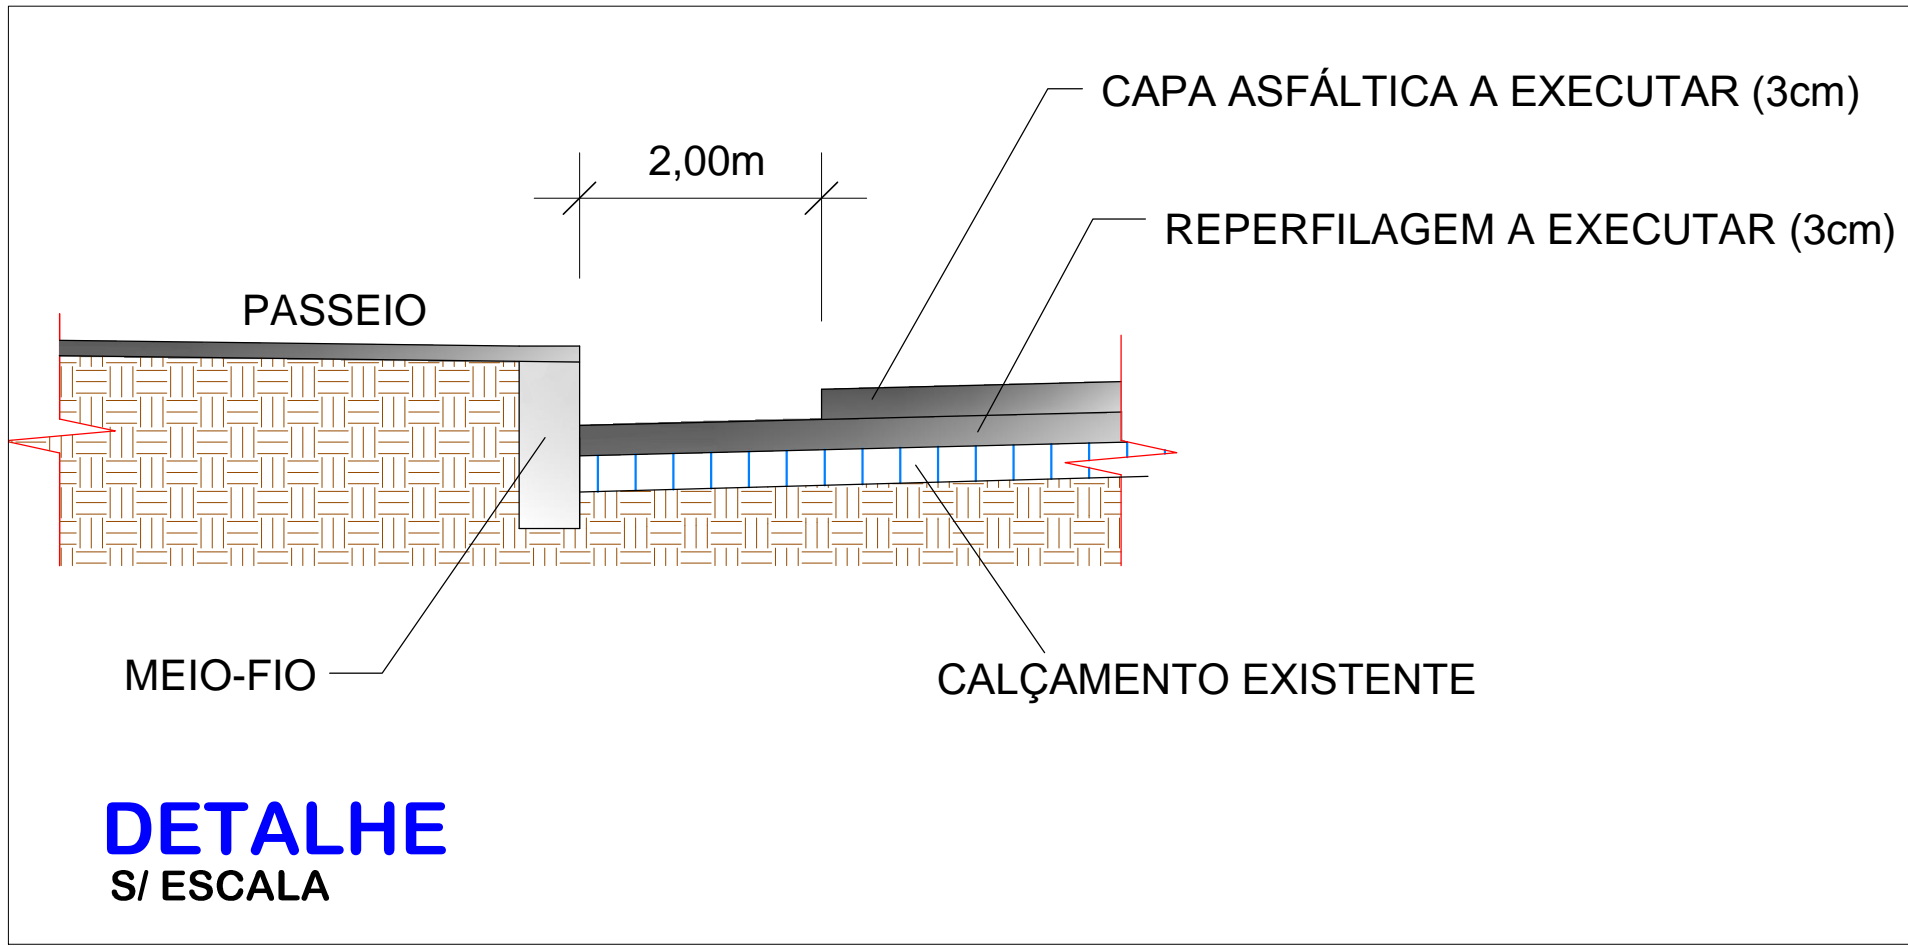 CAPA ASFÁLTICA A EXECUTAR (3cm)
2,00m
REPERFILAGEM A EXECUTAR (3cm)
PASSEIO
MEIO-FIO
CALÇAMENTO EXISTENTE
DETALHE
S/ ESCALA